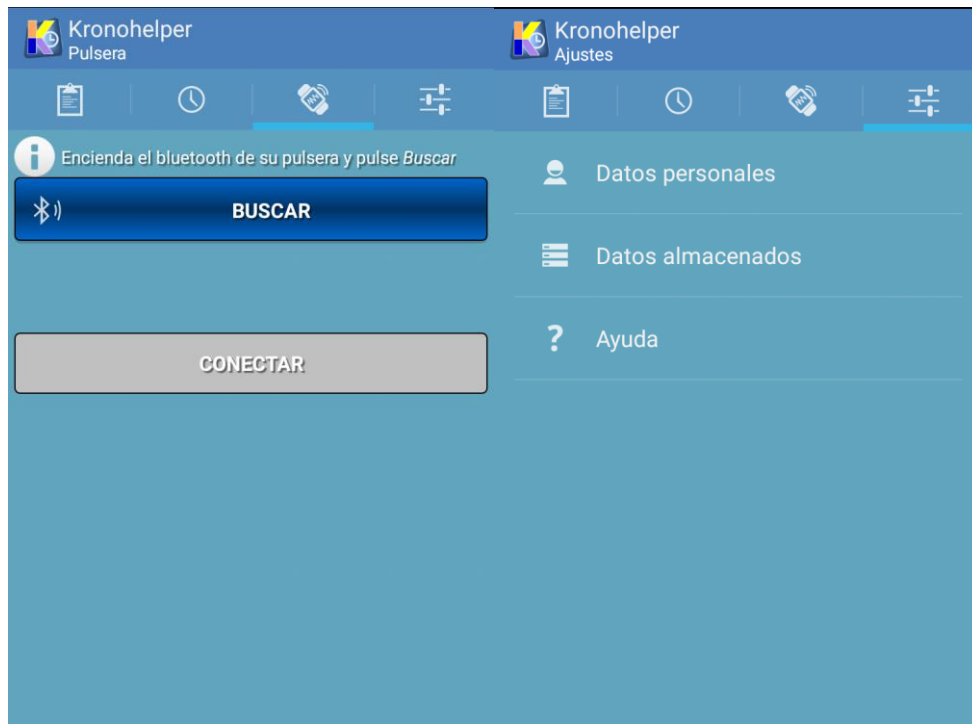 Kronohelper
Pulsera
Encienda el bluetooth de su pulsera y pulse Buscar
BUSCAR
CONECTAR
Kronohelper
Ajustes
Datos personales
Datos almacenados
? Ayuda